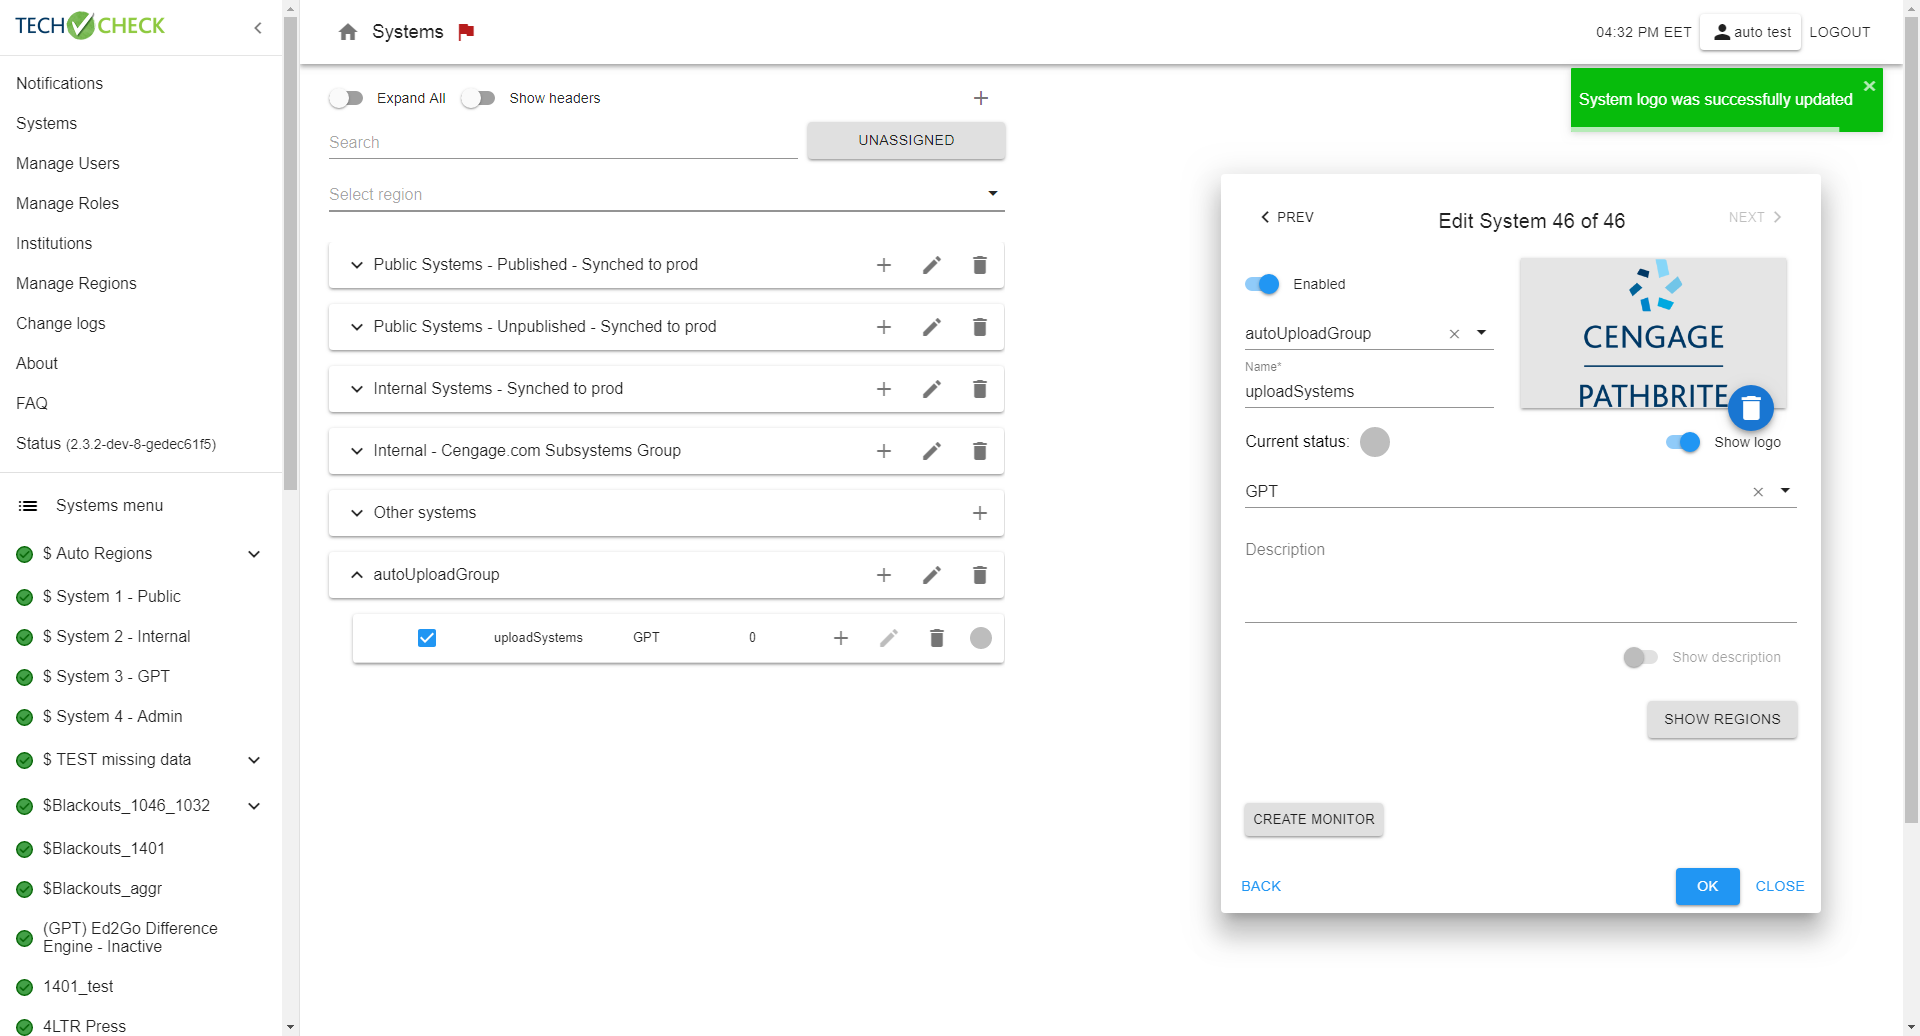 TECH CHECK
Systems
04:32 PM EET
auto test
LOGOUT
Notifications
Systems
Manage Users
Manage Roles
Institutions
Manage Regions
Change logs
About
FAQ
Status (2.3.2-dev-8-gedec61f5)
Systems menu
$ Auto Regions
$ System 1 - Public
$ System 2 - Internal
$ System 3 - GPT
$ System 4 - Admin
$ TEST missing data
$Blackouts_1046_1032
$Blackouts_1401
$Blackouts_aggr
(GPT) Ed2Go Difference
Engine - Inactive
1401_test
4LTR Press
Expand All
Show headers
Search
UNASSIGNED
Select region
Public Systems - Published - Synched to prod
Public Systems - Unpublished - Synched to prod
Internal Systems - Synched to prod
Internal - Cengage.com Subsystems Group
Other systems
autoUploadGroup
uploadSystems GPT 0
System logo was successfully updated
PREV
Edit System 46 of 46
NEXT
Enabled
autoUploadGroup
Name*
uploadSystems
CENGAGE
PATHBRITE
Current status:
Show logo
GPT
Description
Show description
SHOW REGIONS
CREATE MONITOR
BACK
OK
CLOSE